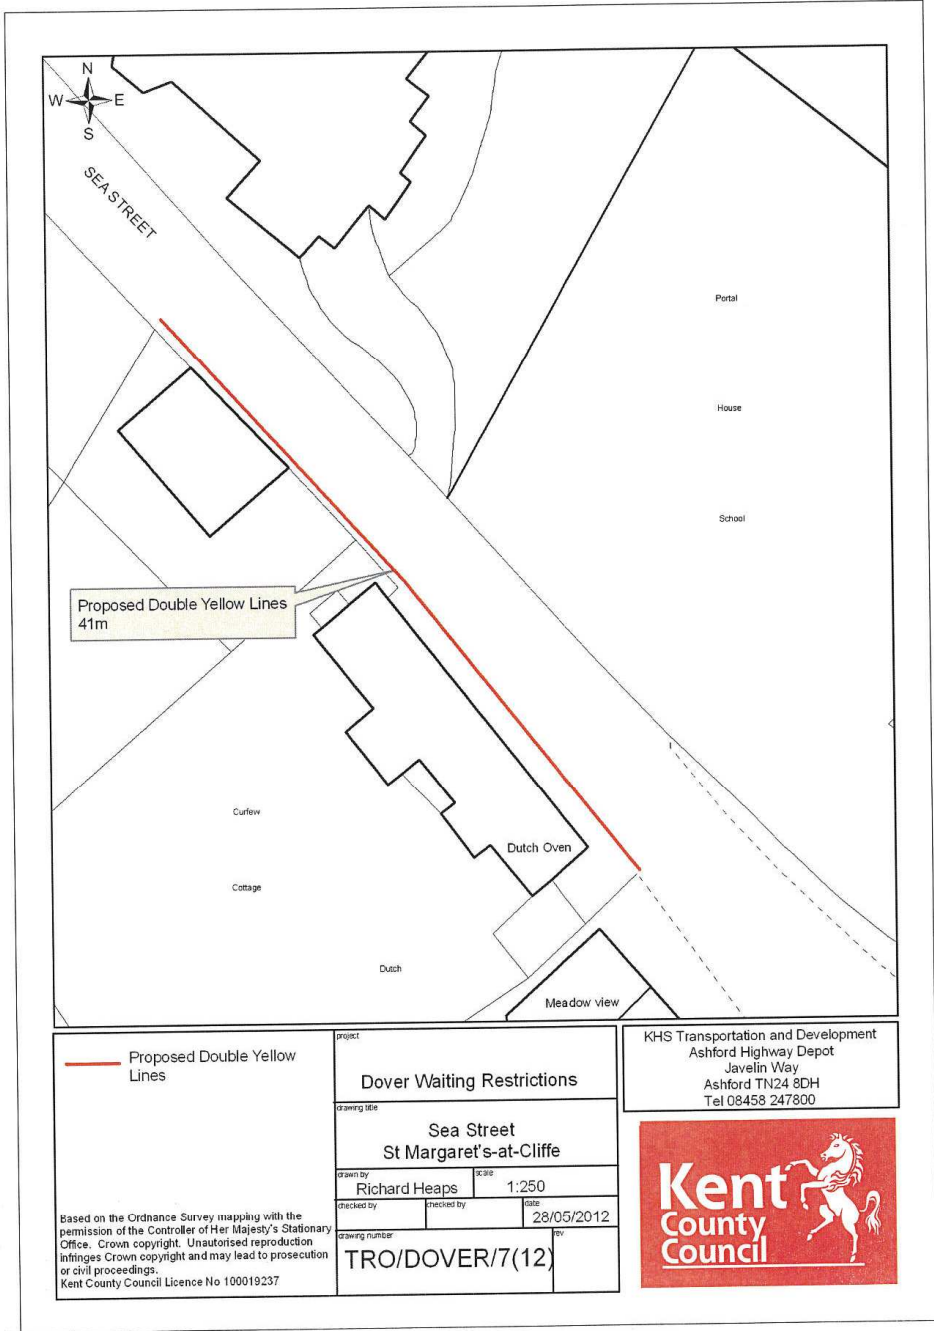 N
W E
S
SEA STREET
Portal
House
School
Proposed Double Yellow Lines
41m
Curfew
Cottage
Dutch Oven
Dutch
Meadow view
Proposed Double Yellow
Lines
Based on the Ordnance Survey mapping with the
permission of the Controller of Her Majesty's Stationary
Office. Crown copyright. Unautorised reproduction
infringes Crown copyright and may lead to prosecution
or civil proceedings.
Kent County Council Licence No 100019237
project
Dover Waiting Restrictions
drawing title
Sea Street
St Margaret's-at-Cliffe
drawn by
Richard Heaps
scale
1:250
checked by
checked by
date
28/05/2012
drawing number
TRO/DOVER/7(12)
rev
KHS Transportation and Development
Ashford Highway Depot
Javelin Way
Ashford TN24 8DH
Tel 08458 247800
Kent
County
Council